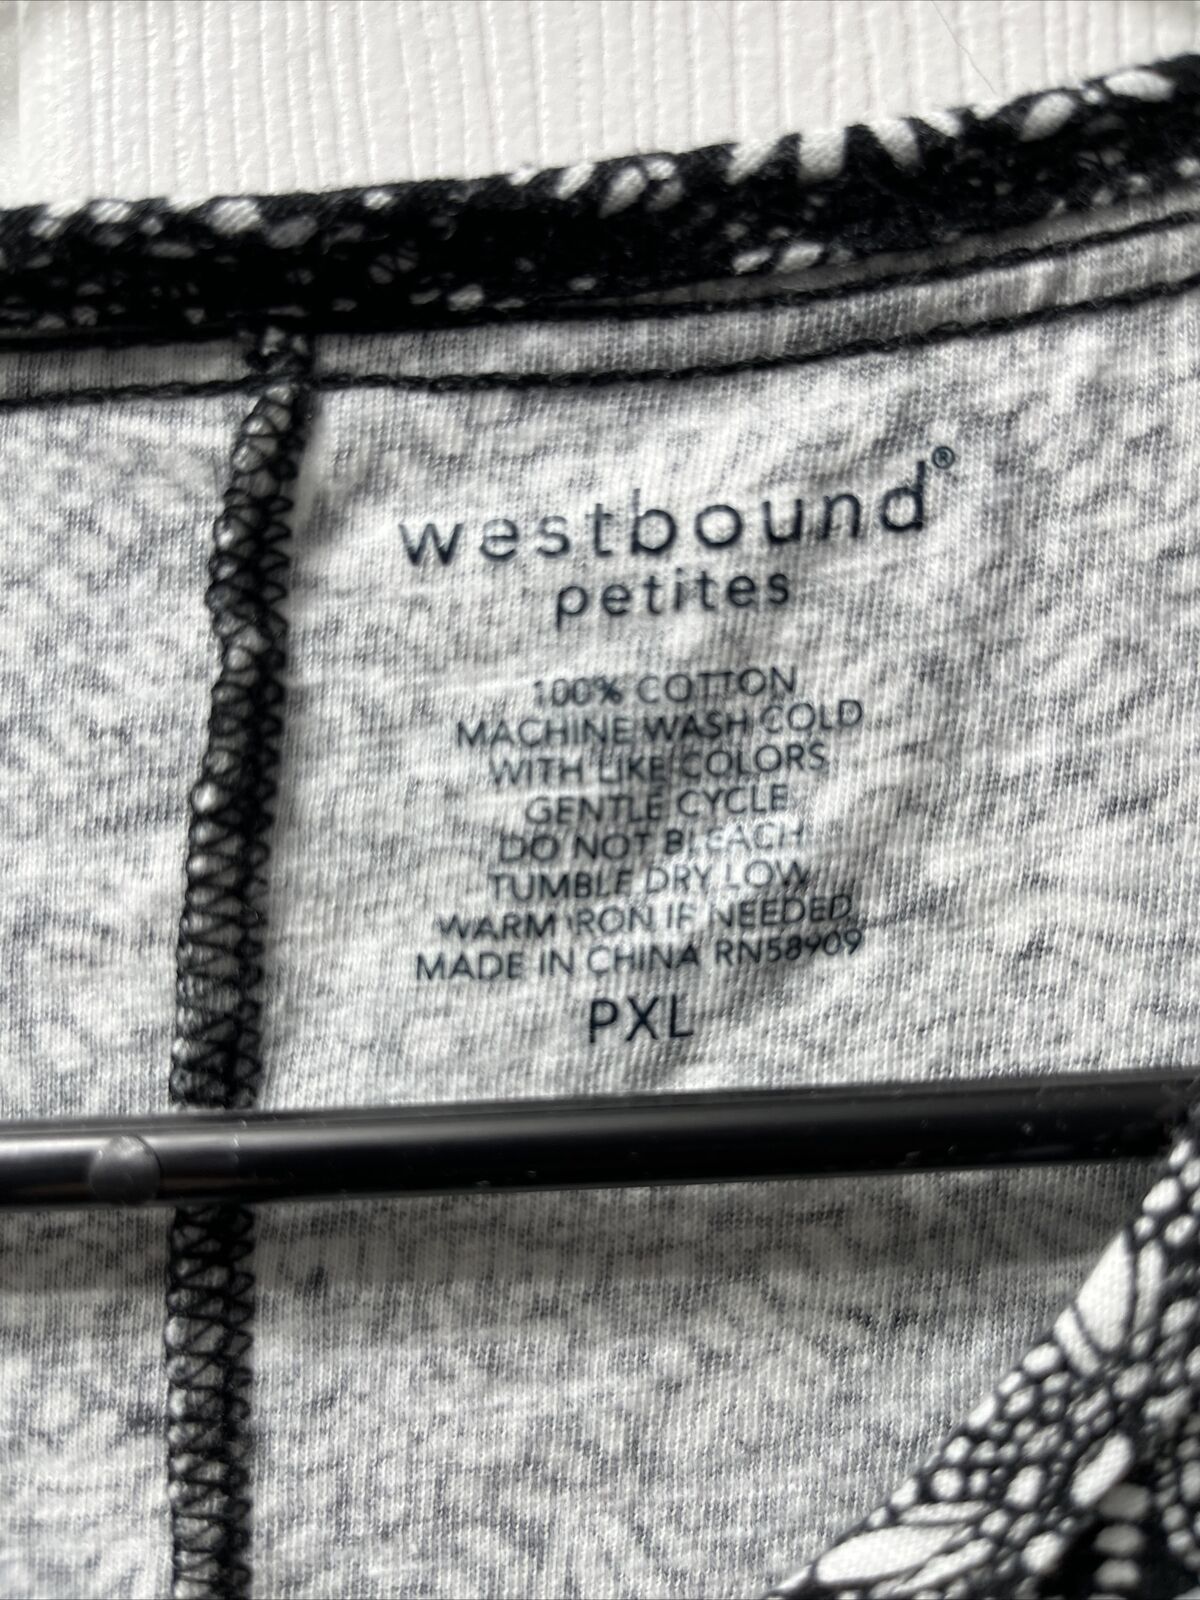 westbound®
petites
100% COTTON
MACHINE WASH COLD
WITH LIKE COLORS
GENTLE CYCLE
DO NOT BLEACH
TUMBLE DRY LOW
WARM IRON IF NEEDED
MADE IN CHINA RN58909
PXL